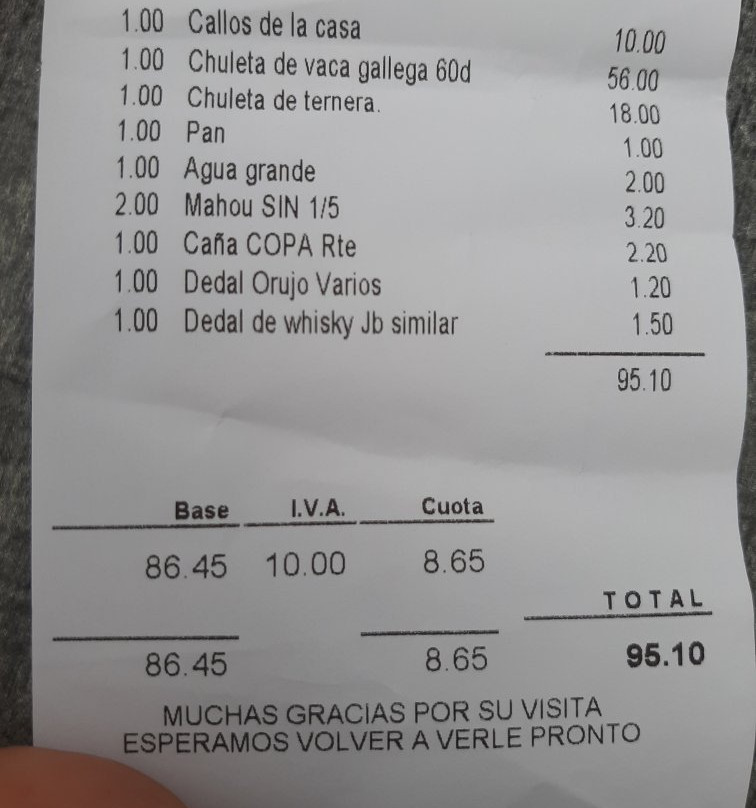 1.00 Callos de la casa 10.00
1.00 Chuleta de vaca gallega 60d 56.00
1.00 Chuleta de ternera. 18.00
1.00 Pan 1.00
1.00 Agua grande 2.00
2.00 Mahou SIN 1/5 3.20
1.00 Caña COPA Rte 2.20
1.00 Dedal Orujo Varios 1.20
1.00 Dedal de whisky Jb similar 1.50
95.10
Base I.V.A. Cuota
86.45 10.00 8.65
TOTAL
86.45 8.65 95.10
MUCHAS GRACIAS POR SU VISITA
ESPERAMOS VOLVER A VERLE PRONTO